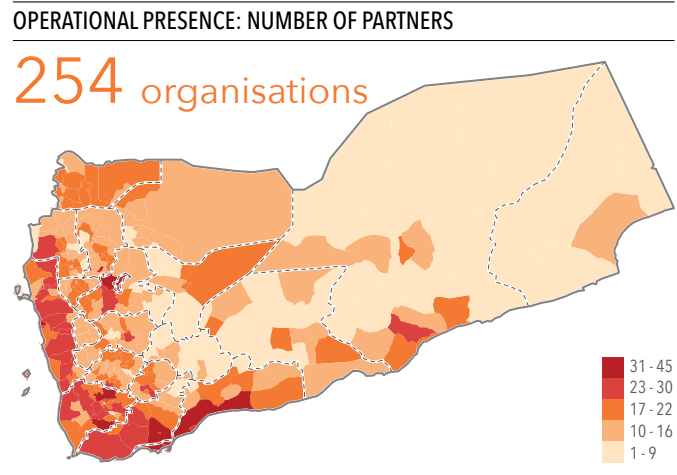 OPERATIONAL PRESENCE: NUMBER OF PARTNERS
254 organisations
31 - 45
23 - 30
17 - 22
10 - 16
1 - 9